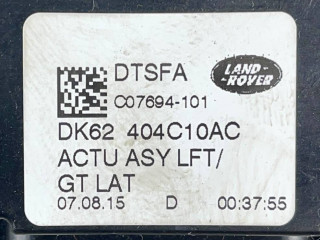 DTSFA
LAND-
ROVER
C07694-101
DK62 404C10AC
ACTU ASY LFT/
GT LAT
07.08.15 D 00:37:55